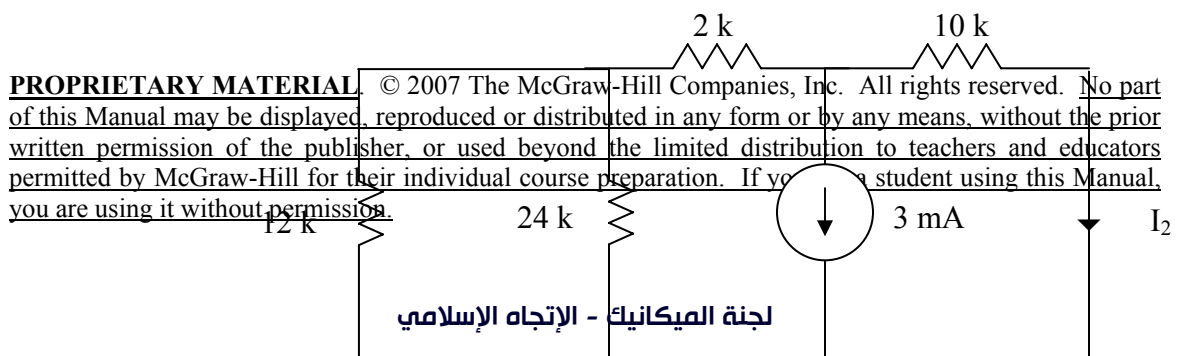 2 k 10 k
PROPRIETARY MATERIAL. © 2007 The McGraw-Hill Companies, Inc. All rights reserved. No part
of this Manual may be displayed, reproduced or distributed in any form or by any means, without the prior
written permission of the publisher, or used beyond the limited distribution to teachers and educators
permitted by McGraw-Hill for their individual course preparation. If you a student using this Manual,
you are using it without permission.
12 k 24 k 3 mA I₂
لجنة الميكانيك - الإتجاه الإسلامي